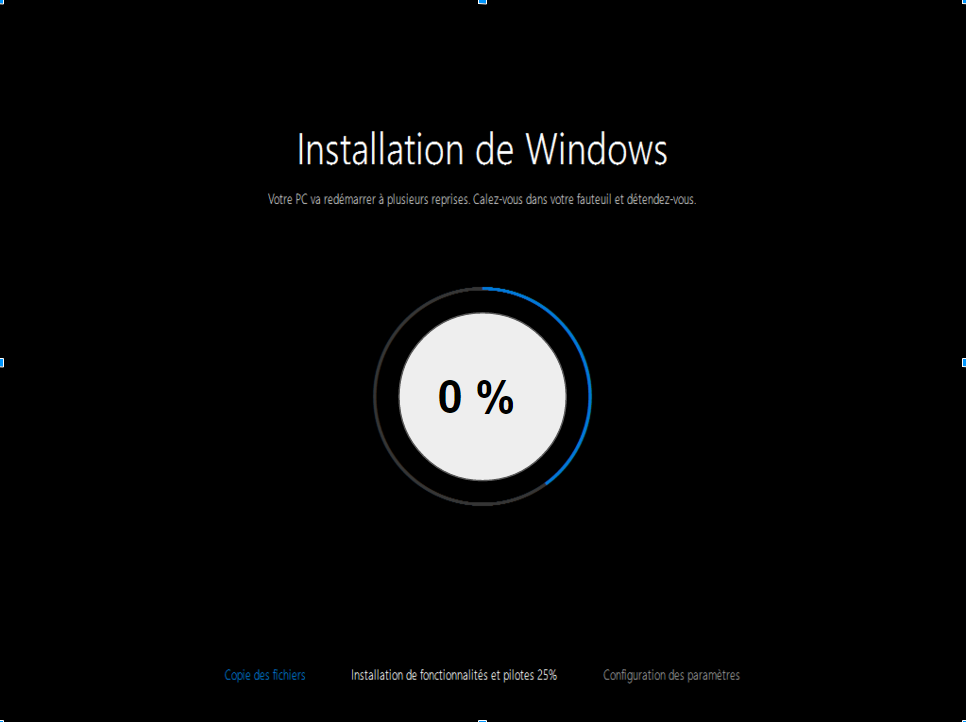 Installation de Windows
Votre PC va redémarrer à plusieurs reprises. Calez-vous dans votre fauteuil et détendez-vous.
0 %
Copie des fichiers Installation de fonctionnalités et pilotes 25% Configuration des paramètres